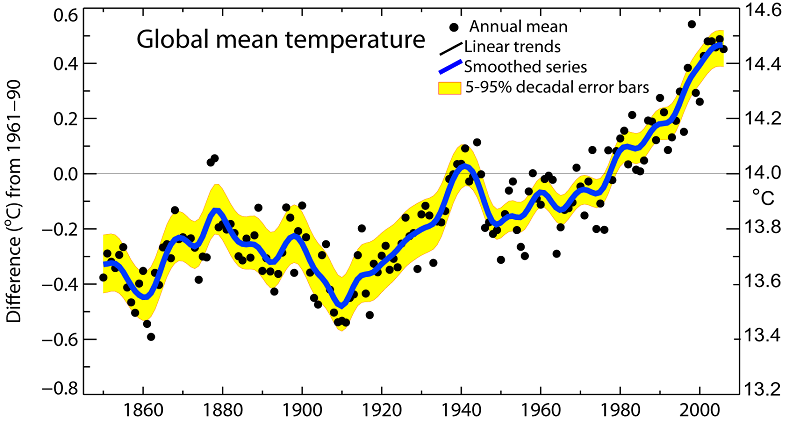 Global mean temperature
Annual mean
Linear trends
Smoothed series
5-95% decadal error bars
Difference (°C) from 1961–90
0.6
0.4
0.2
0.0
−0.2
−0.4
−0.6
−0.8
14.6
14.4
14.2
14.0
°C
13.8
13.6
13.4
13.2
1860 1880 1900 1920 1940 1960 1980 2000